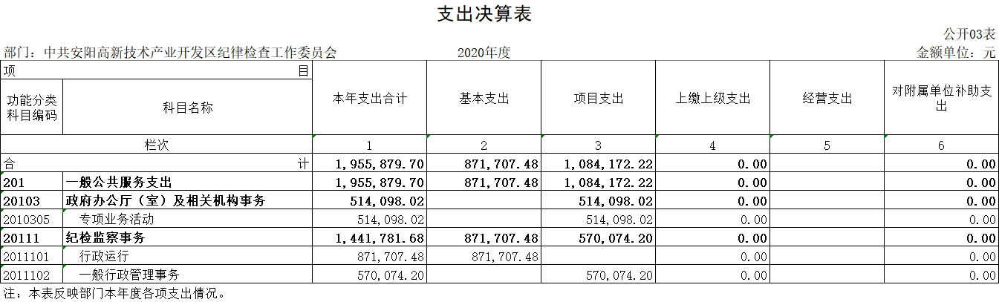 支出决算表
公开03表
部门：中共安阳高新技术产业开发区纪律检查工作委员会 2020年度 金额单位：元
项 目 本年支出合计 基本支出 项目支出 上缴上级支出 经营支出 对附属单位补助支出
功能分类科目编码 科目名称
栏次 1 2 3 4 5 6
合 计 1,955,879.70 871,707.48 1,084,172.22 0.00 0.00
201 一般公共服务支出 1,955,879.70 871,707.48 1,084,172.22 0.00 0.00
20103 政府办公厅（室）及相关机构事务 514,098.02 514,098.02 0.00 0.00
2010305 专项业务活动 514,098.02 514,098.02 0.00 0.00
20111 纪检监察事务 1,441,781.68 871,707.48 570,074.20 0.00 0.00
2011101 行政运行 871,707.48 871,707.48 0.00 0.00
2011102 一般行政管理事务 570,074.20 570,074.20 0.00 0.00
注：本表反映部门本年度各项支出情况。